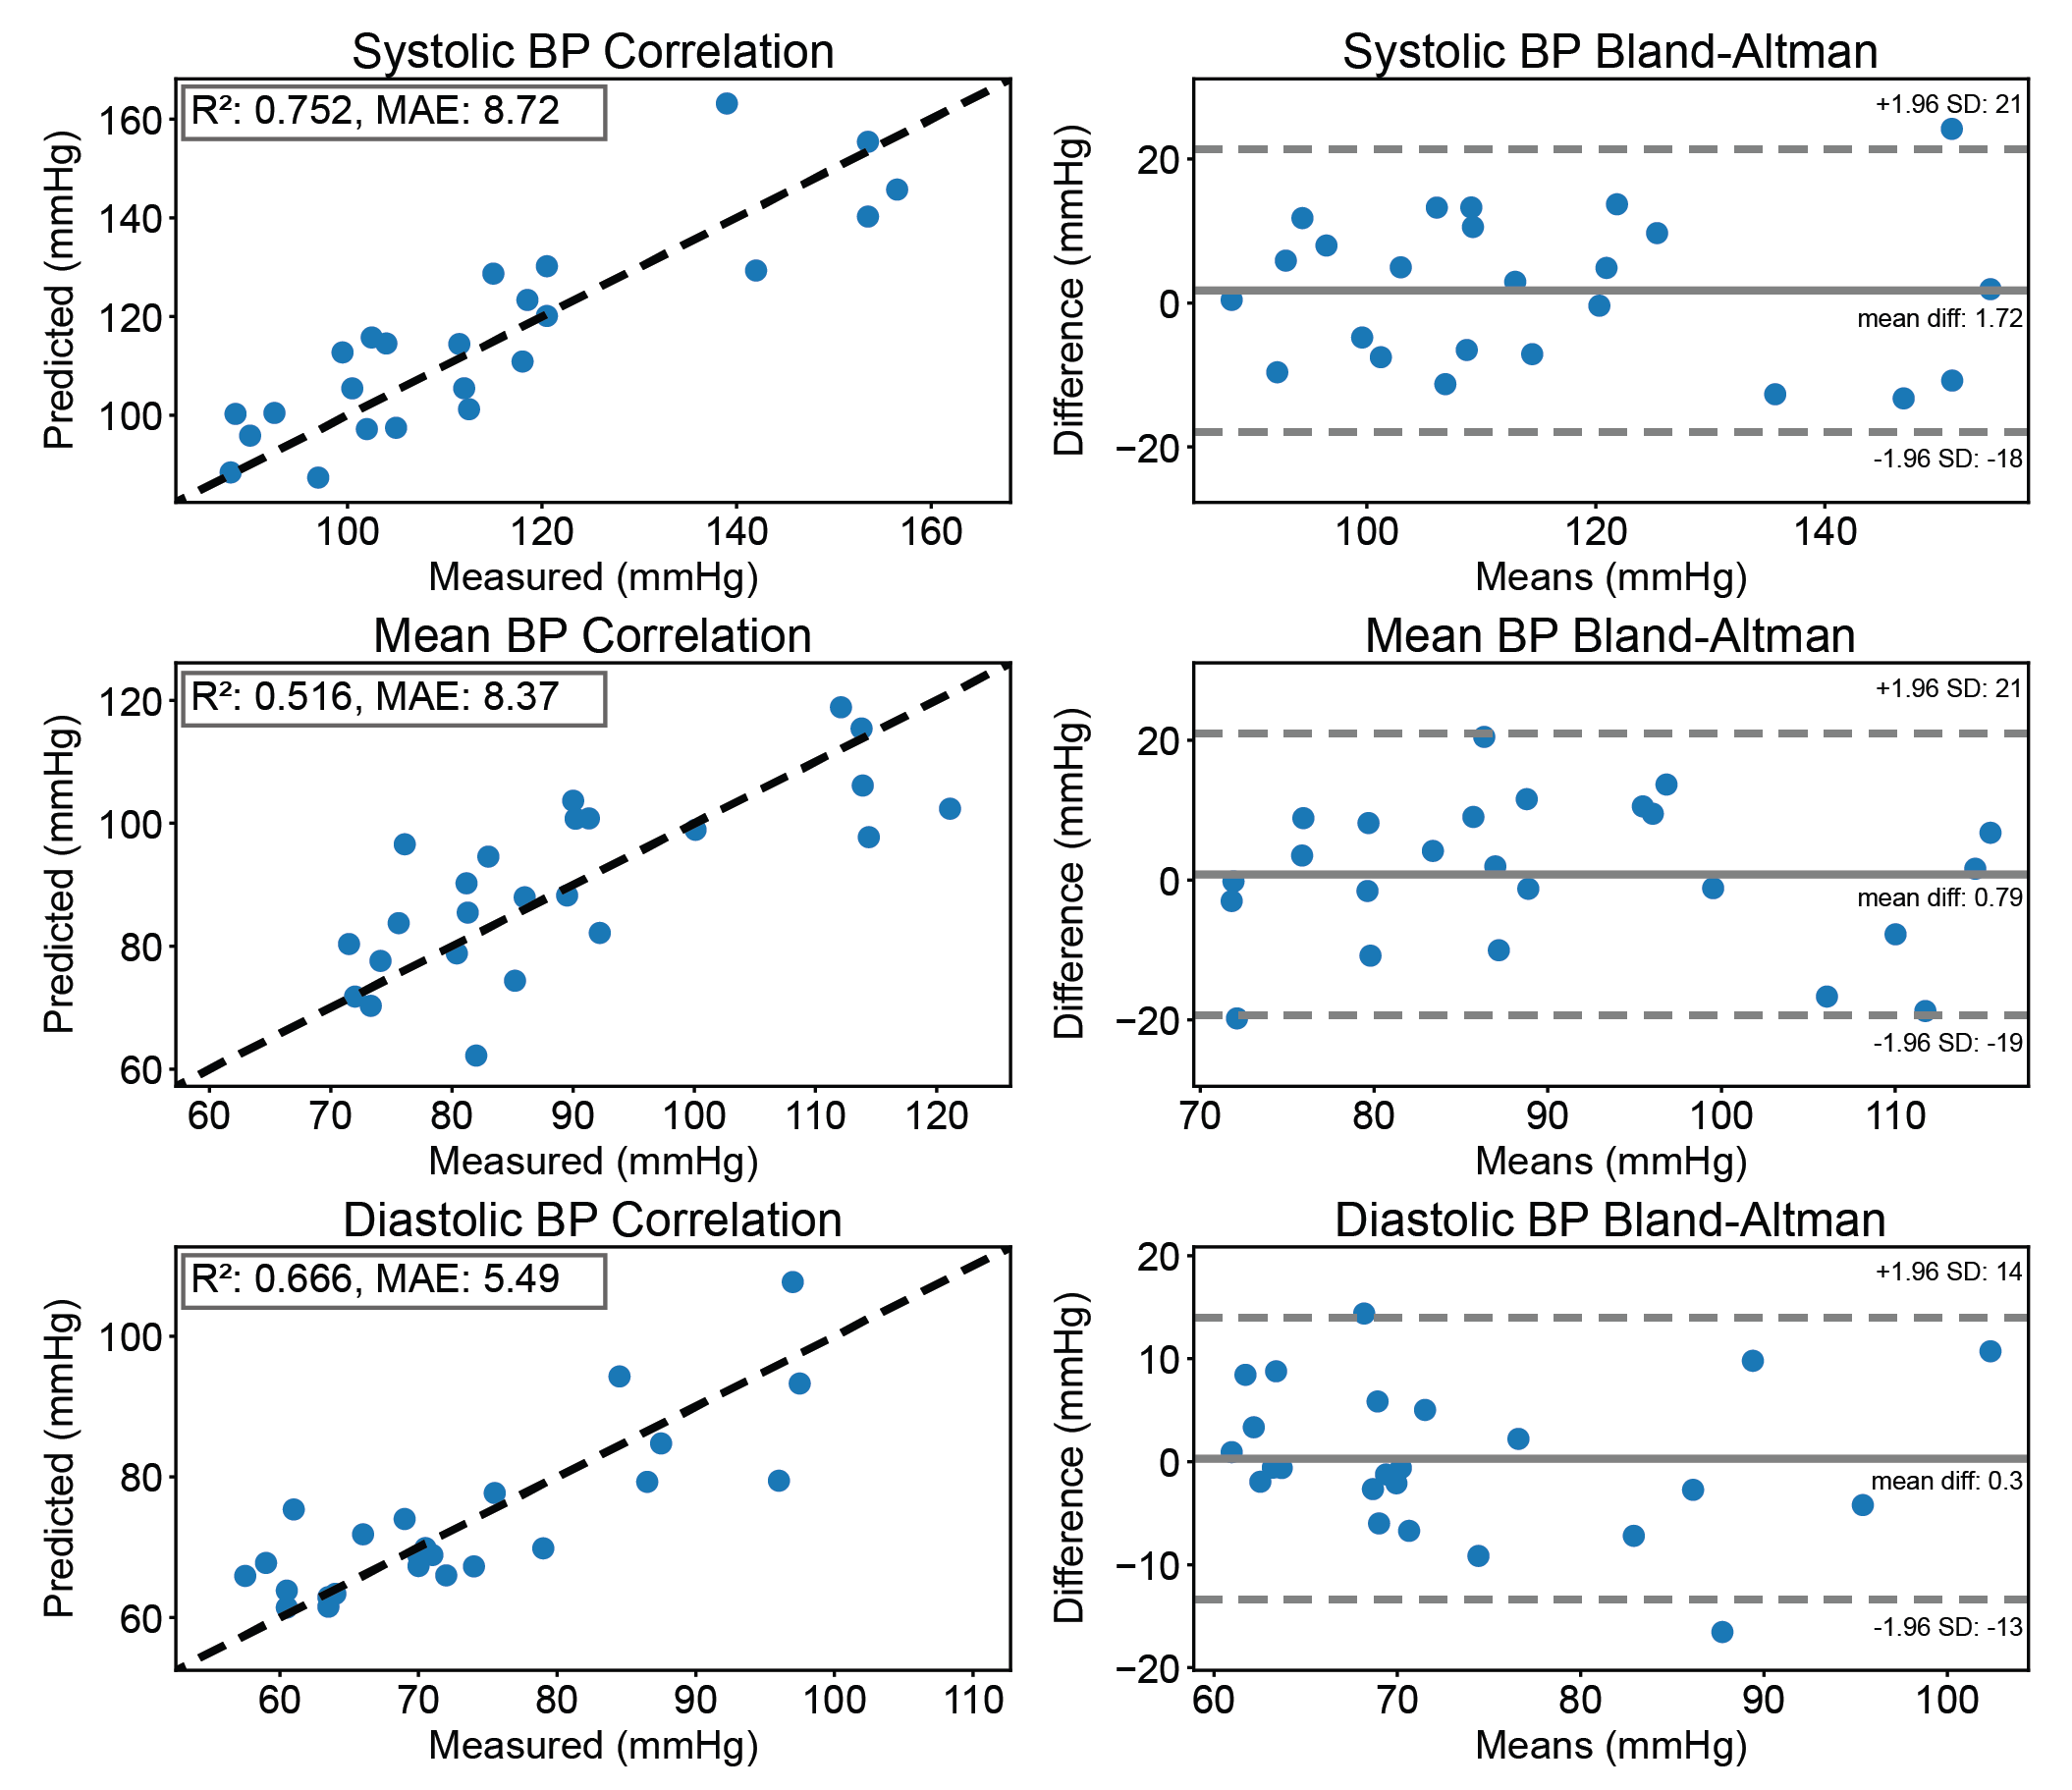 Systolic BP Correlation
R²: 0.752, MAE: 8.72
Predicted (mmHg)
160
140
120
100
100 120 140 160
Measured (mmHg)
Systolic BP Bland-Altman
+1.96 SD: 21
mean diff: 1.72
-1.96 SD: -18
Difference (mmHg)
20
0
−20
100 120 140
Means (mmHg)
Mean BP Correlation
R²: 0.516, MAE: 8.37
Predicted (mmHg)
120
100
80
60
60 70 80 90 100 110 120
Measured (mmHg)
Mean BP Bland-Altman
+1.96 SD: 21
mean diff: 0.79
-1.96 SD: -19
Difference (mmHg)
20
0
−20
70 80 90 100 110
Means (mmHg)
Diastolic BP Correlation
R²: 0.666, MAE: 5.49
Predicted (mmHg)
100
80
60
60 70 80 90 100 110
Measured (mmHg)
Diastolic BP Bland-Altman
+1.96 SD: 14
mean diff: 0.3
-1.96 SD: -13
Difference (mmHg)
20
10
0
−10
−20
60 70 80 90 100
Means (mmHg)